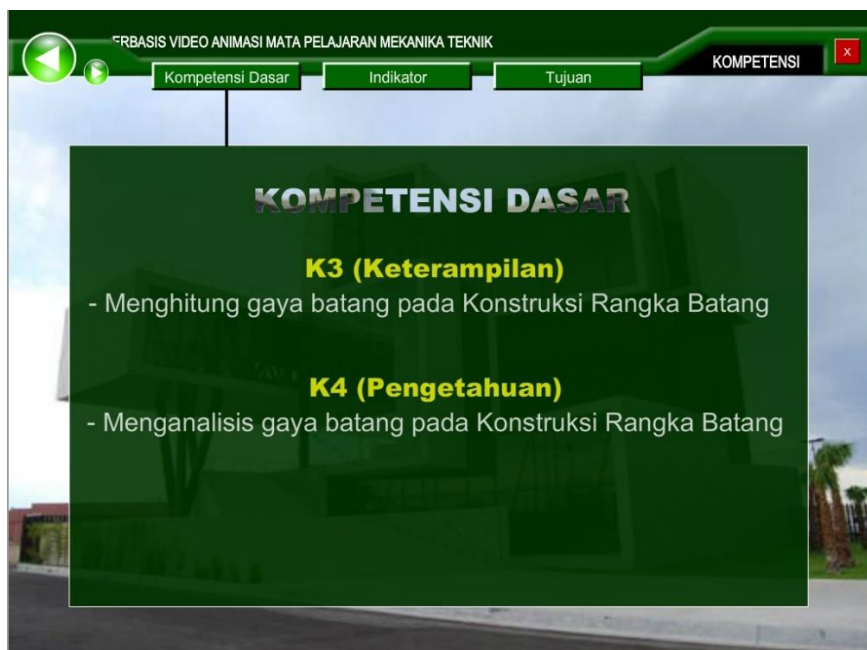 ERBASIS VIDEO ANIMASI MATA PELAJARAN MEKANIKA TEKNIK
KOMPETENSI
x
Kompetensi Dasar
Indikator
Tujuan
KOMPETENSI DASAR
K3 (Keterampilan)
- Menghitung gaya batang pada Konstruksi Rangka Batang
K4 (Pengetahuan)
- Menganalisis gaya batang pada Konstruksi Rangka Batang